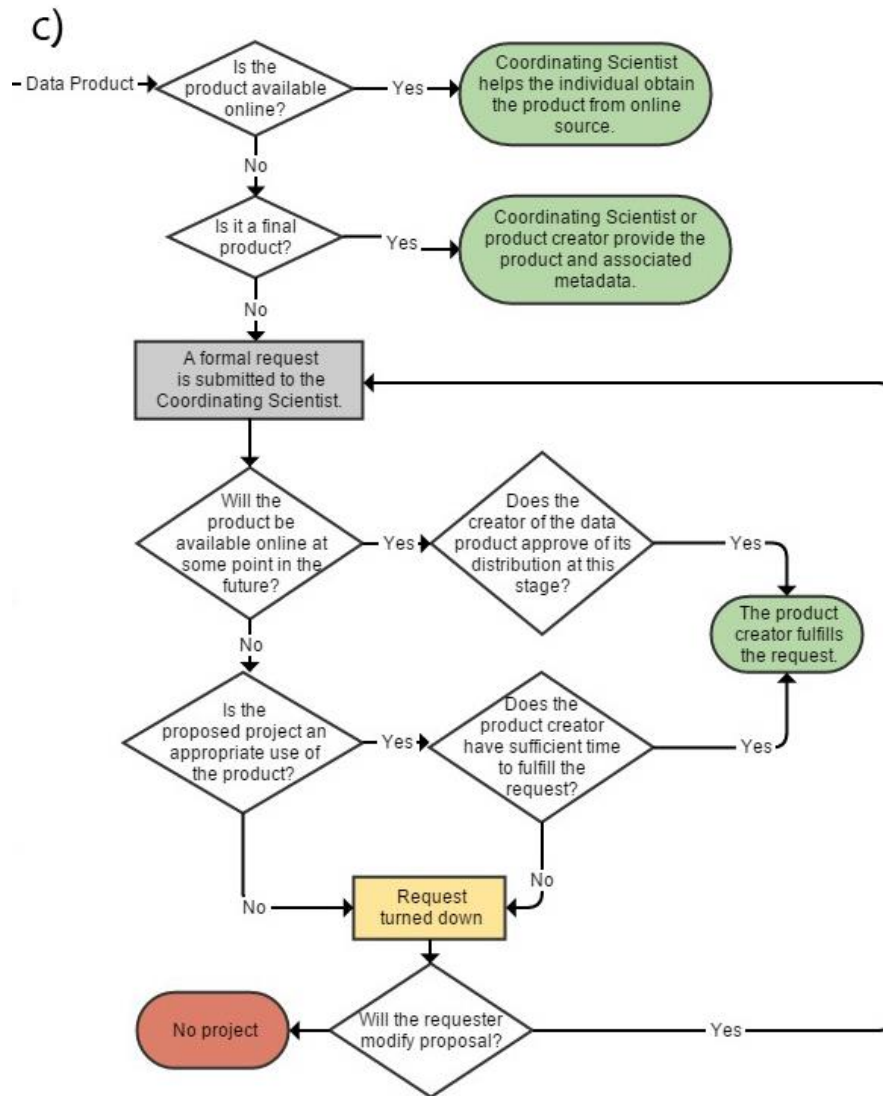 c)
Data Product
Is the
product available
online?
Yes
Coordinating Scientist
helps the individual obtain
the product from online
source.
No
Is it a final
product?
Yes
Coordinating Scientist or
product creator provide the
product and associated
metadata.
No
A formal request
is submitted to the
Coordinating Scientist.
Will the
product be
available online at
some point in the
future?
Yes
Does the
creator of the data
product approve of its
distribution at this
stage?
Yes
The product
creator fulfills
the request.
No
Is the
proposed project an
appropriate use of
the product?
Yes
Does the
product creator
have sufficient time
to fulfill the
request?
Yes
No
No
Request
turned down
Will the requester
modify proposal?
No project
Yes